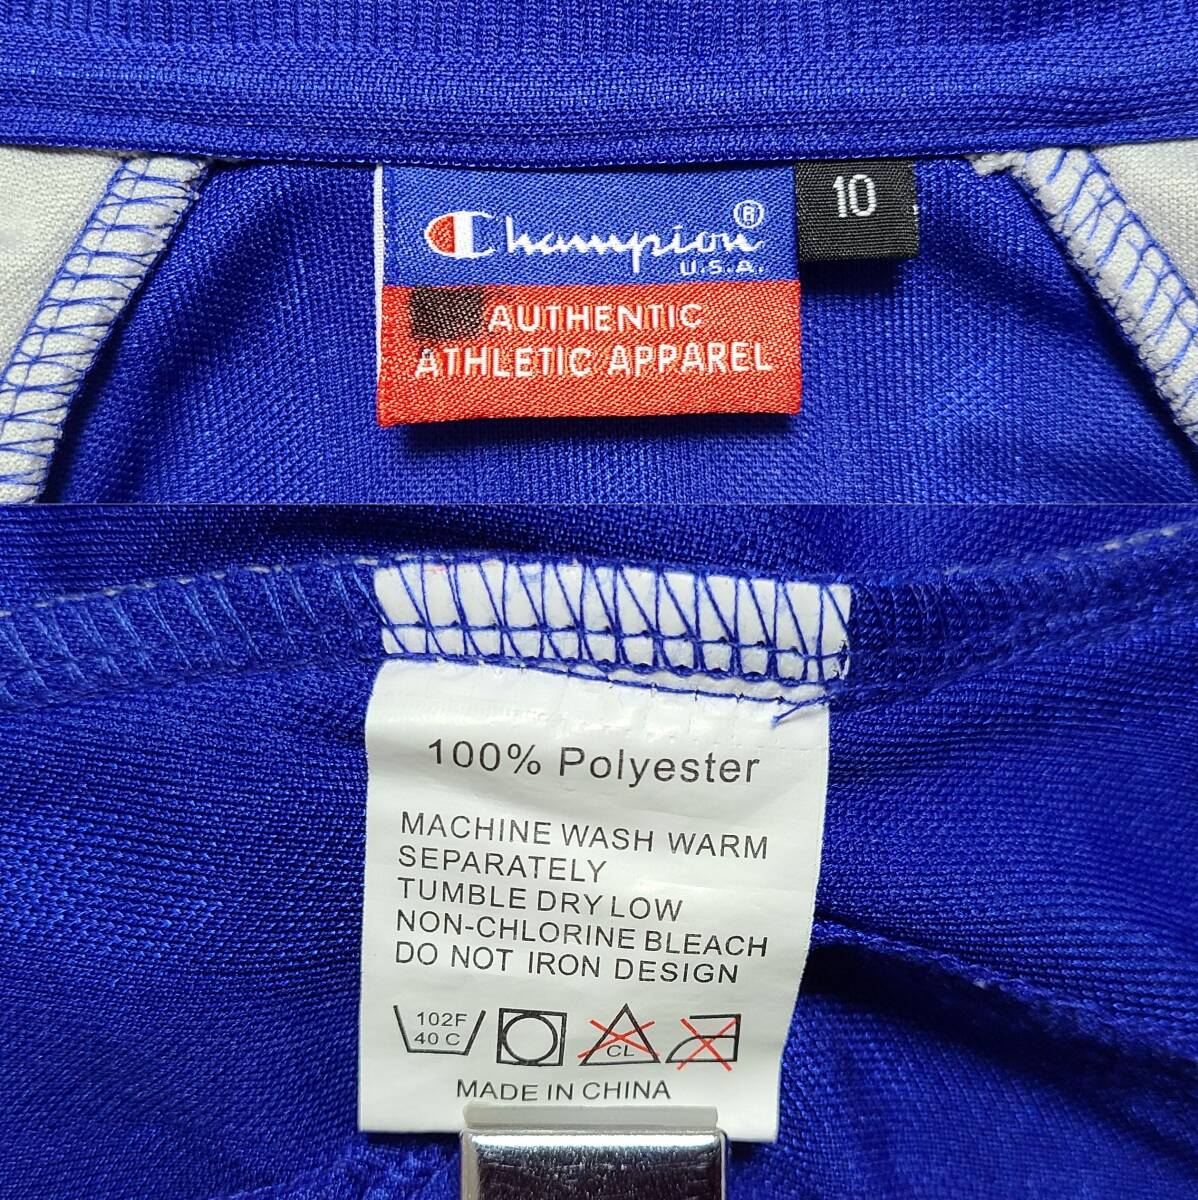 Champion®
U.S.A.
10
AUTHENTIC
ATHLETIC APPAREL
100% Polyester
MACHINE WASH WARM
SEPARATELY
TUMBLE DRY LOW
NON-CHLORINE BLEACH
DO NOT IRON DESIGN
102F
40 C
CL
MADE IN CHINA